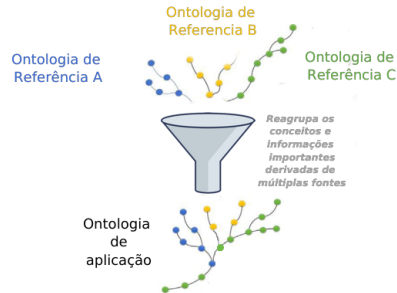 Ontologia de
Referencia B
Ontologia de
Referência A
Ontologia de
Referência C
Reagrupa os
conceitos e
informações
importantes
derivadas de
múltiplas fontes
Ontologia
de
aplicação